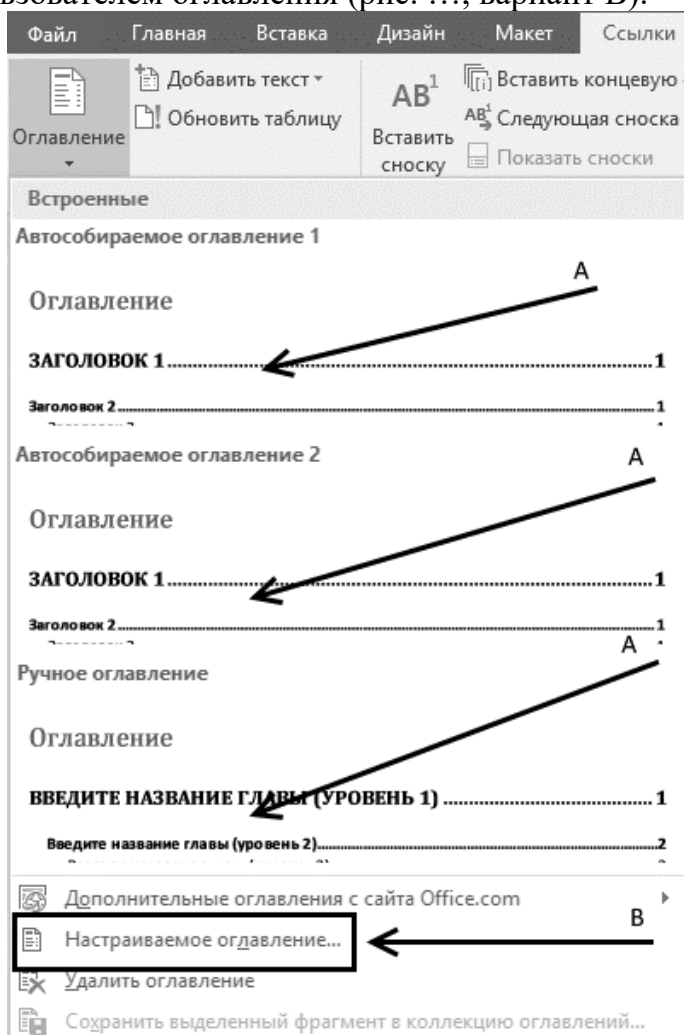 льзователем оглавления (рис. …, вариант В).
Файл Главная Вставка Дизайн Макет Ссылки
Добавить текст
АВ¹
Вставить концевую
Обновить таблицу
Следующая сноска
Оглавление
Вставить сноску
Показать сноски
Встроенные
Автособираемое оглавление 1
А
Оглавление
ЗАГОЛОВОК 1 1
Заголовок 2 1
Автособираемое оглавление 2
А
Оглавление
ЗАГОЛОВОК 1 1
Заголовок 2 1
А
Ручное оглавление
Оглавление
ВВЕДИТЕ НАЗВАНИЕ ГЛАВЫ (УРОВЕНЬ 1) 1
Введите название главы (уровень 2) 2
Дополнительные оглавления с сайта Office.com
В
Настраиваемое оглавление...
Удалить оглавление
Сохранить выделенный фрагмент в коллекцию оглавлений...